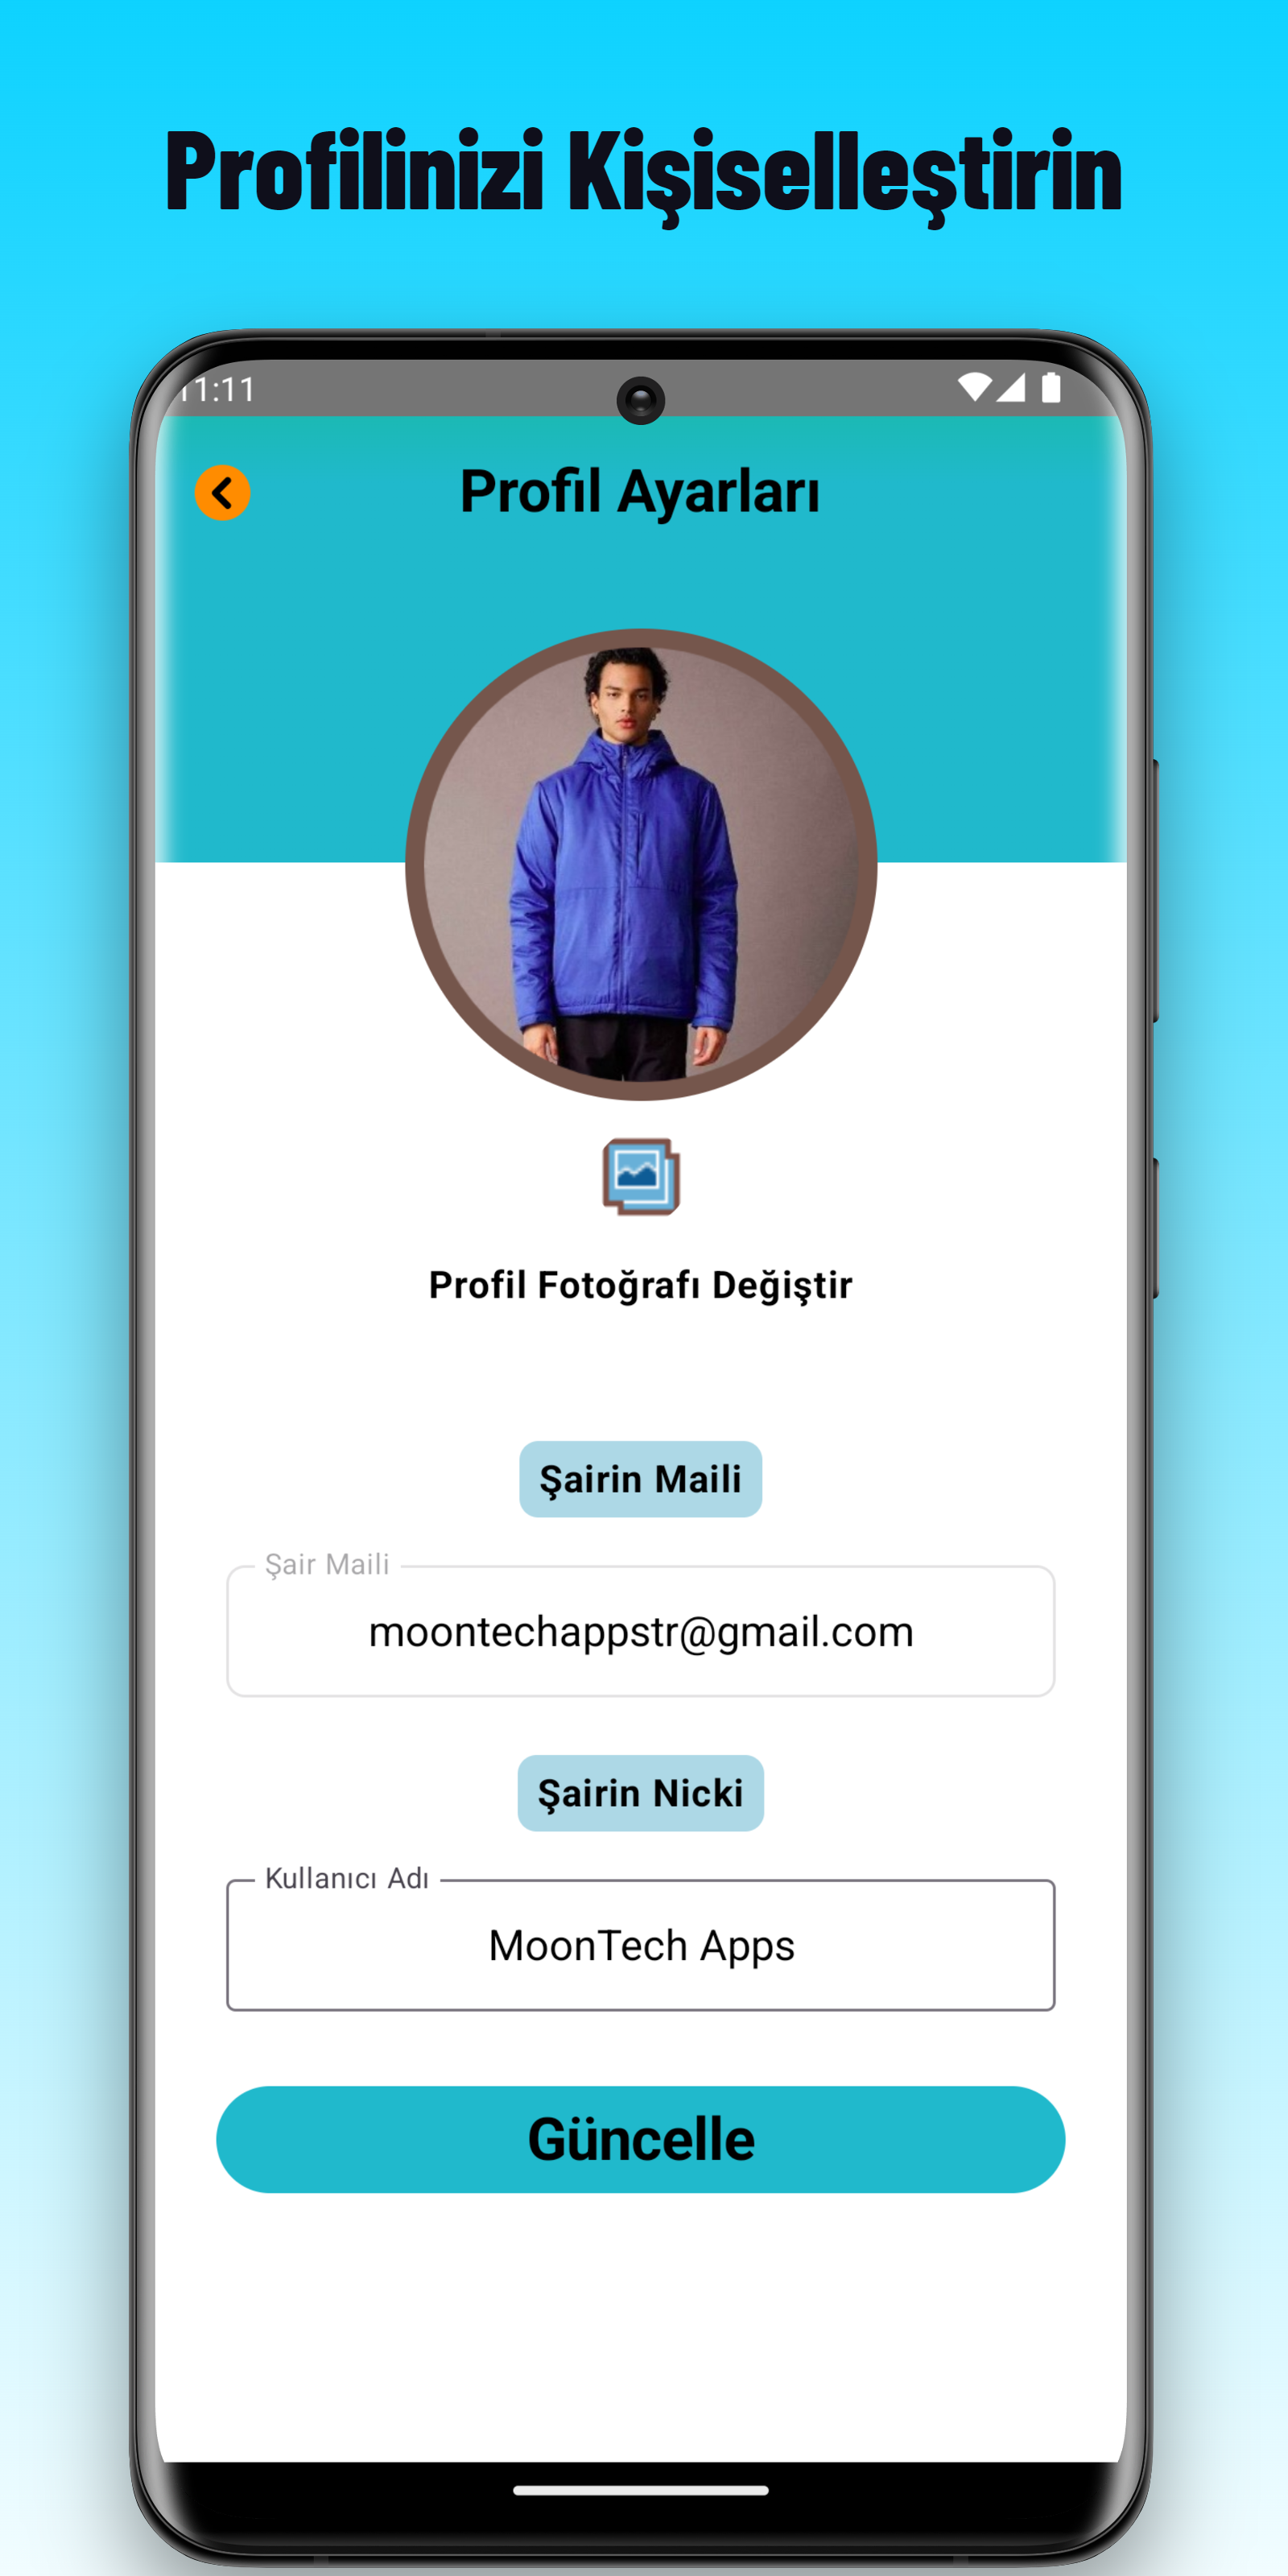 Profilinizi Kişiselleştirin
11:11
Profil Ayarları
Profil Fotoğrafı Değiştir
Şairin Maili
Şair Maili
moontechappstr@gmail.com
Şairin Nicki
Kullanıcı Adı
MoonTech Apps
Güncelle